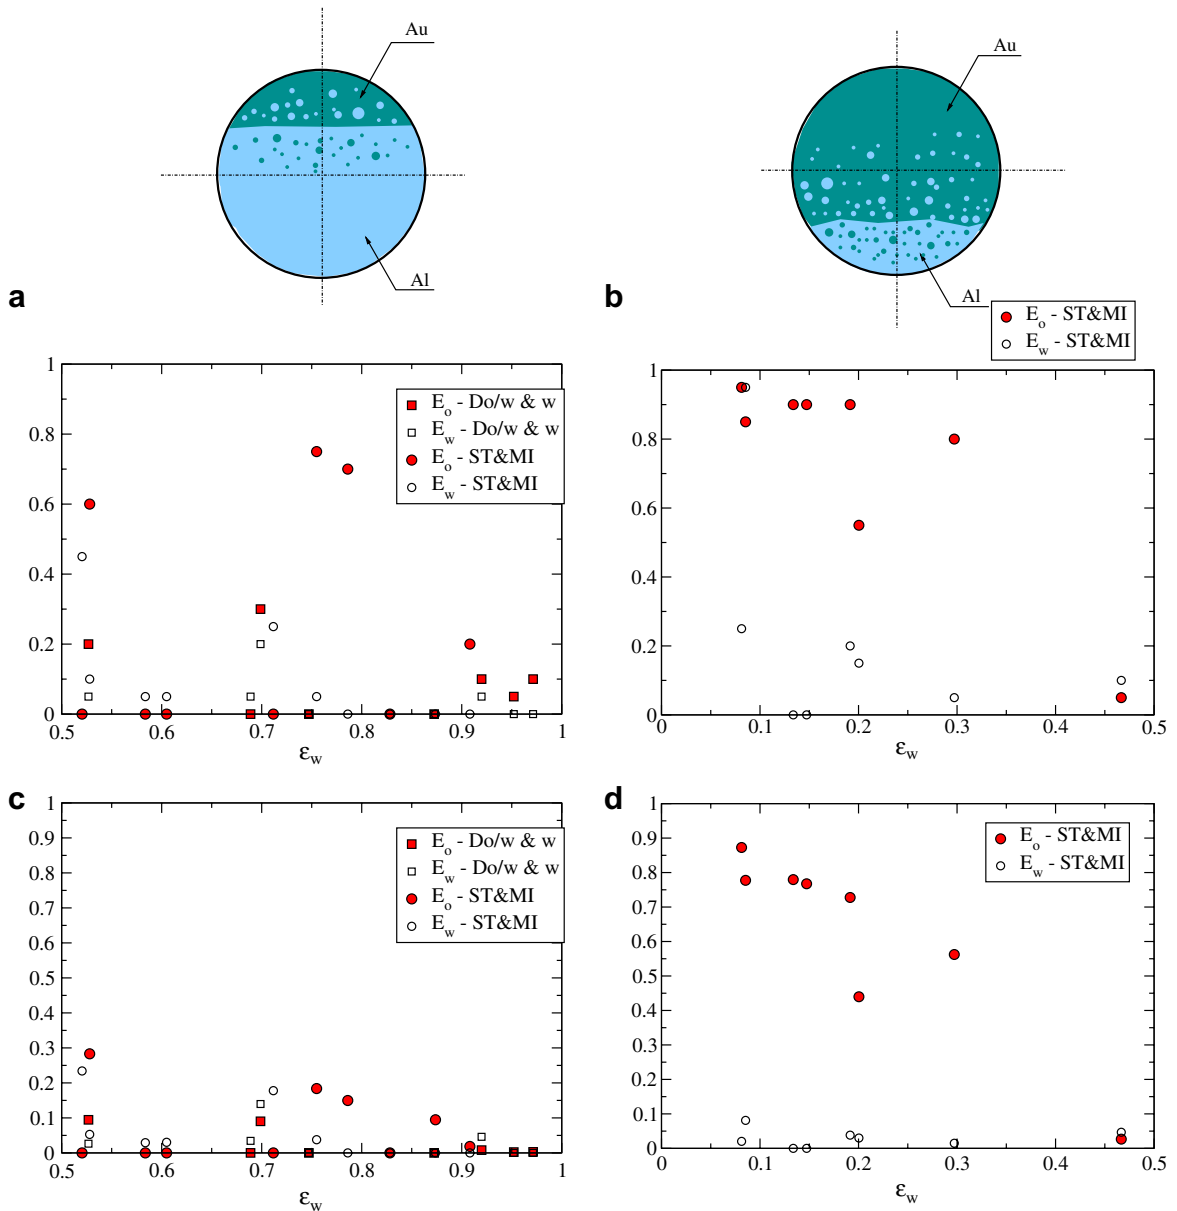 Au
Al
a
Au
Al
b
E_o - ST&MI
E_w - ST&MI
1
0.8
0.6
0.4
0.2
0
0.5 0.6 0.7 0.8 0.9 1
ε_w
E_o - Do/w & w
E_w - Do/w & w
E_o - ST&MI
E_w - ST&MI
1
0.8
0.6
0.4
0.2
0
0 0.1 0.2 0.3 0.4 0.5
ε_w
c
1
0.9
0.8
0.7
0.6
0.5
0.4
0.3
0.2
0.1
0
0.5 0.6 0.7 0.8 0.9 1
ε_w
E_o - Do/w & w
E_w - Do/w & w
E_o - ST&MI
E_w - ST&MI
d
1
0.9
0.8
0.7
0.6
0.5
0.4
0.3
0.2
0.1
0
0 0.1 0.2 0.3 0.4 0.5
ε_w
E_o - ST&MI
E_w - ST&MI